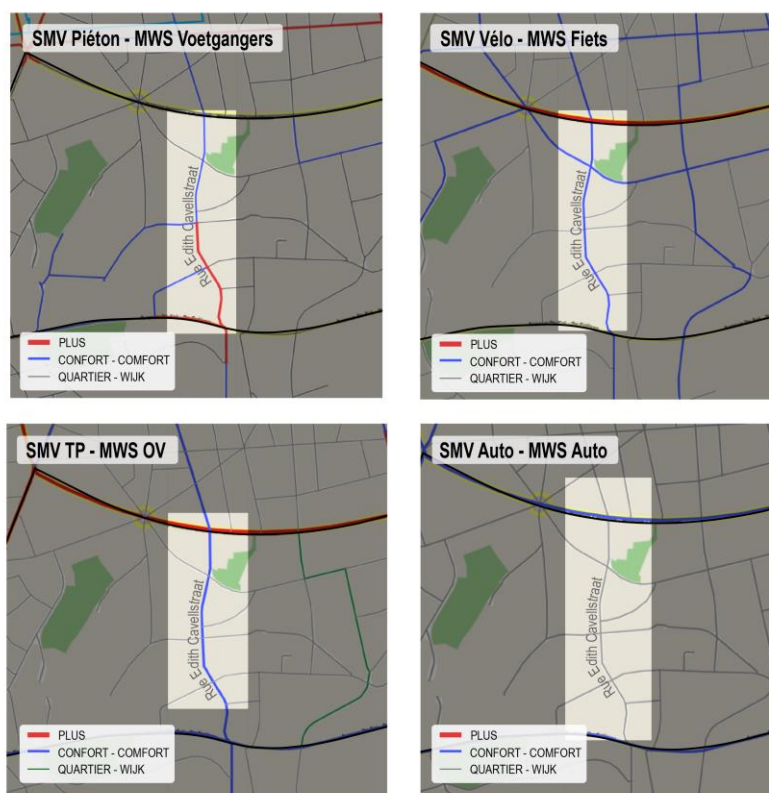 SMV Piéton - MWS Voetgangers
Rue Edith Cavellstraat
PLUS
CONFORT - COMFORT
QUARTIER - WIJK
SMV Vélo - MWS Fiets
Rue Edith Cavellstraat
PLUS
CONFORT - COMFORT
QUARTIER - WIJK
SMV TP - MWS OV
Rue Edith Cavellstraat
PLUS
CONFORT - COMFORT
QUARTIER - WIJK
SMV Auto - MWS Auto
Rue Edith Cavellstraat
PLUS
CONFORT - COMFORT
QUARTIER - WIJK